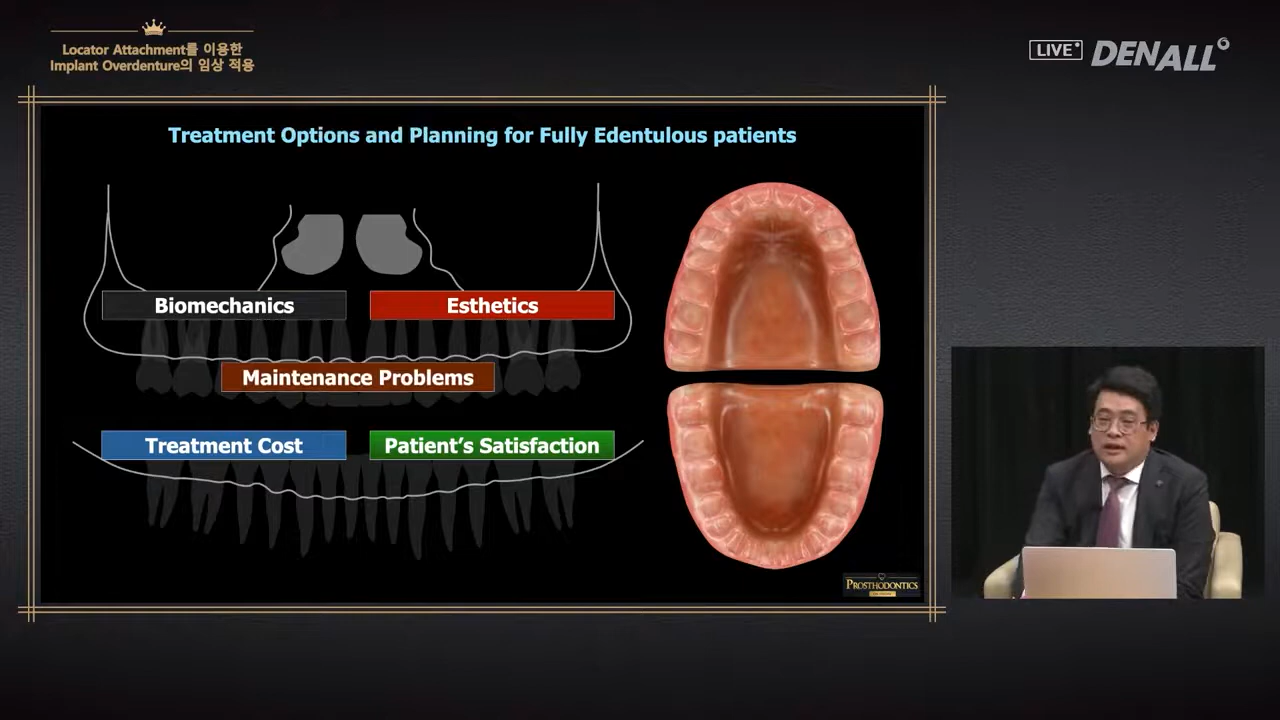 Locator Attachment를 이용한
Implant Overdenture의 임상 적용
LIVE
DENALL
Treatment Options and Planning for Fully Edentulous patients
Biomechanics
Esthetics
Maintenance Problems
Treatment Cost
Patient’s Satisfaction
PROSTHODONTICS